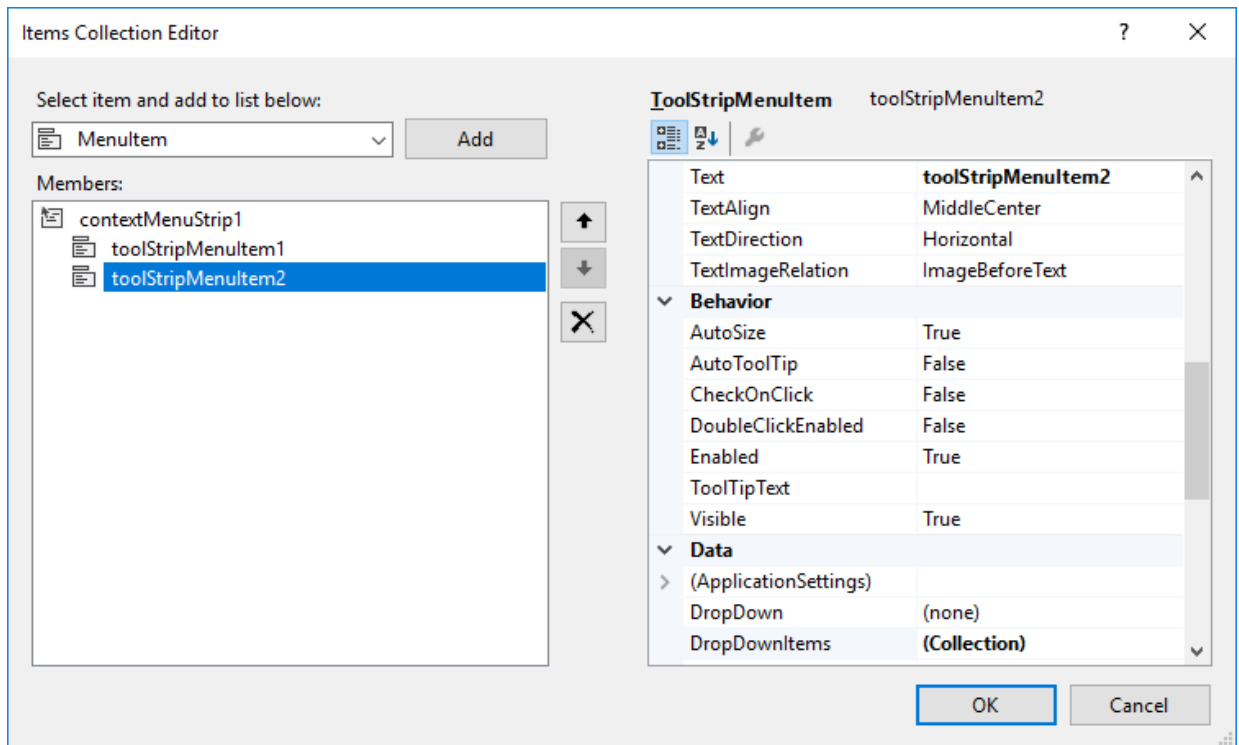 Items Collection Editor
?
Select item and add to list below:
MenuItem
Add
Members:
contextMenuStrip1
toolStripMenuItem1
toolStripMenuItem2
ToolStripMenuItem toolStripMenuItem2
Text toolStripMenuItem2
TextAlign MiddleCenter
TextDirection Horizontal
TextImageRelation ImageBeforeText
Behavior
AutoSize True
AutoToolTip False
CheckOnClick False
DoubleClickEnabled False
Enabled True
ToolTipText
Visible True
Data
(ApplicationSettings)
DropDown (none)
DropDownItems (Collection)
OK
Cancel